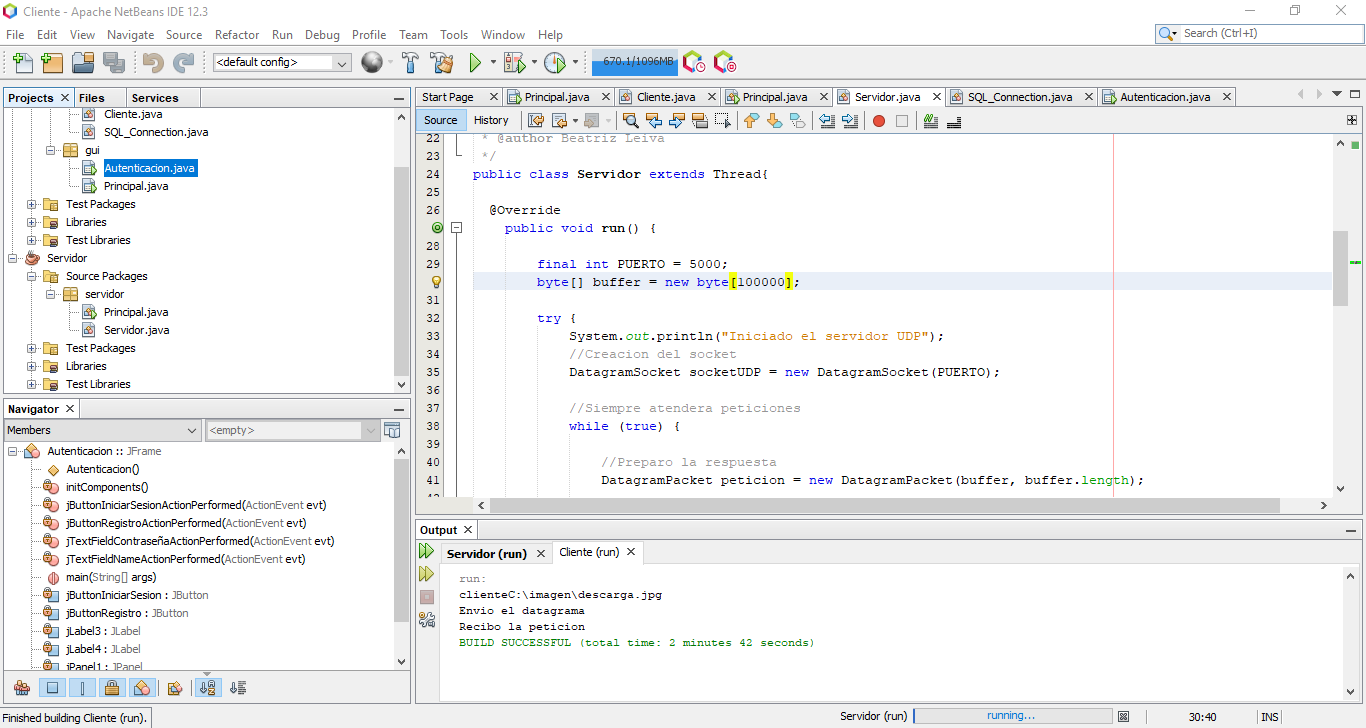 Cliente - Apache NetBeans IDE 12.3
File Edit View Navigate Source Refactor Run Debug Profile Team Tools Window Help
Search (Ctrl+I)
<default config>
670.1/1096MB
Projects Files Services
Cliente.java
SQL_Connection.java
gui
Autenticacion.java
Principal.java
Test Packages
Libraries
Test Libraries
Servidor
Source Packages
servidor
Principal.java
Servidor.java
Test Packages
Libraries
Test Libraries
Navigator
Members
<empty>
Autenticacion :: JFrame
Autenticacion()
initComponents()
jButtonIniciarSesionActionPerformed(ActionEvent evt)
jButtonRegistroActionPerformed(ActionEvent evt)
jTextFieldContraseñaActionPerformed(ActionEvent evt)
jTextFieldNameActionPerformed(ActionEvent evt)
main(String[] args)
jButtonIniciarSesion : JButton
jButtonRegistro : JButton
jLabel3 : JLabel
jLabel4 : JLabel
jPanel1 : JPanel
Start Page Principal.java Cliente.java Principal.java Servidor.java SQL_Connection.java Autenticacion.java
Source History
22 * @author Beatriz Leiva
23 */
24 public class Servidor extends Thread{
25
26 @Override
public void run() {
28
29 final int PUERTO = 5000;
byte[] buffer = new byte[100000];
31
32 try {
33 System.out.println("Iniciado el servidor UDP");
34 //Creacion del socket
35 DatagramSocket socketUDP = new DatagramSocket(PUERTO);
36
37 //Siempre atendera peticiones
38 while (true) {
39
40 //Preparo la respuesta
41 DatagramPacket peticion = new DatagramPacket(buffer, buffer.length);
42
Output
Servidor (run) Cliente (run)
run:
clienteC:\imagen\descarga.jpg
Envio el datagrama
Recibo la peticion
BUILD SUCCESSFUL (total time: 2 minutes 42 seconds)
Finished building Cliente (run).
Servidor (run) running... 30:40 INS